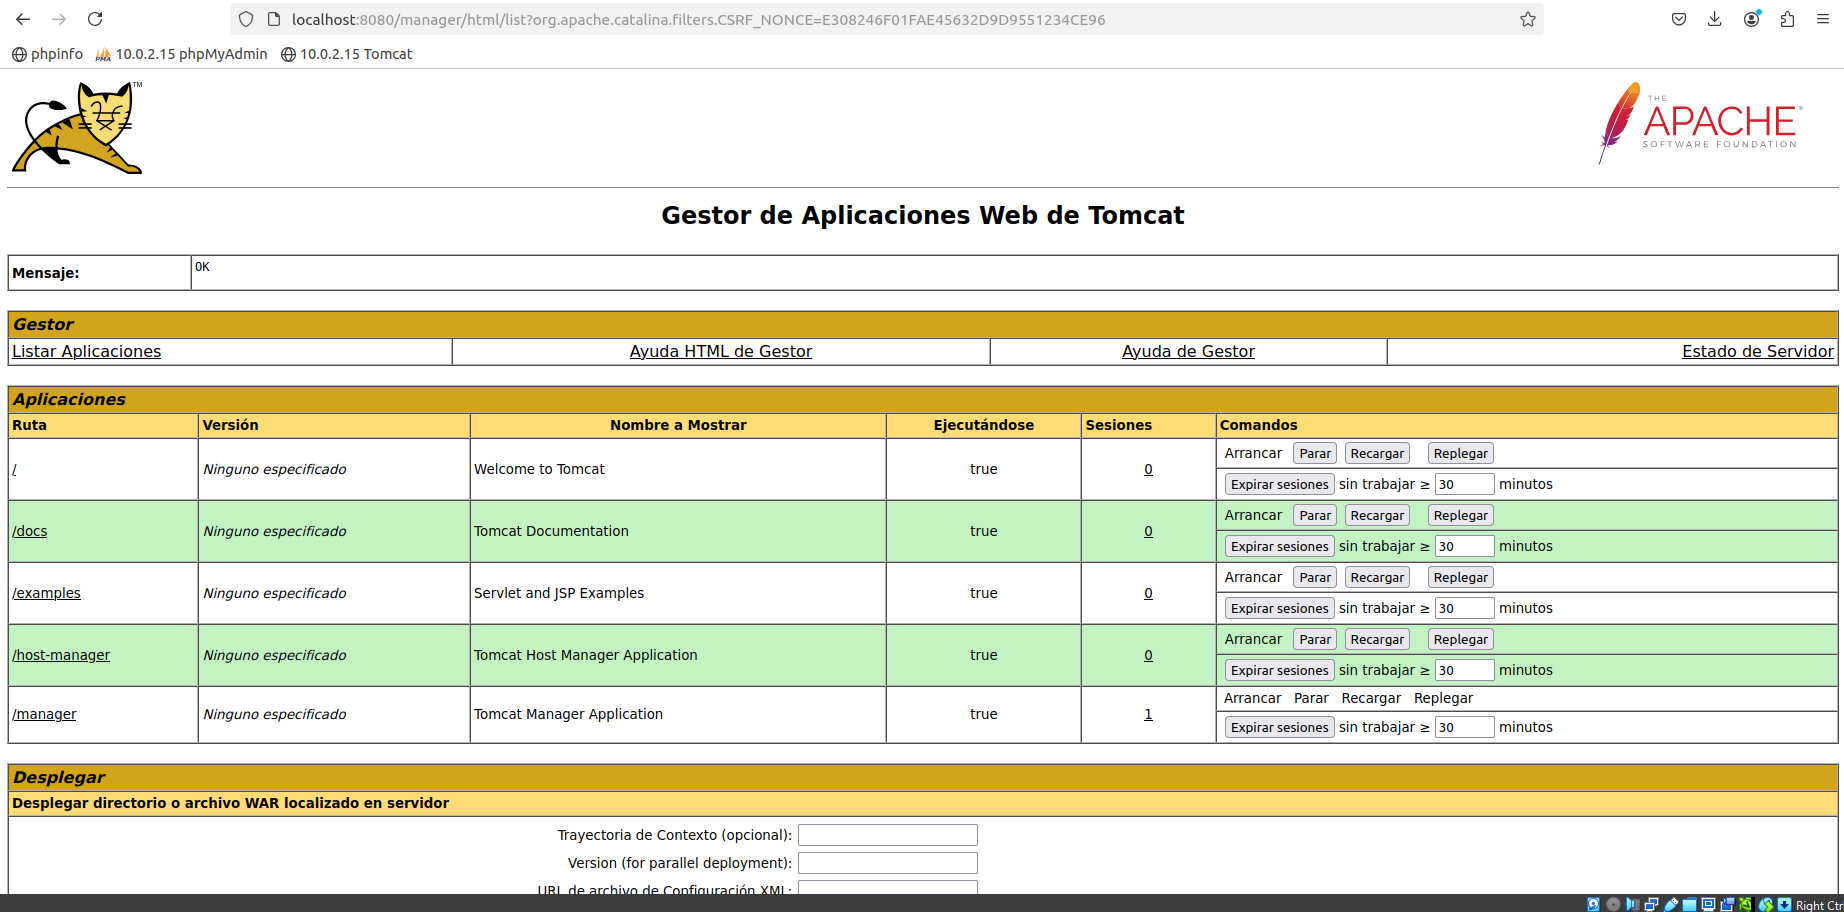 localhost:8080/manager/html/list?org.apache.catalina.filters.CSRF_NONCE=E308246F01FAE45632D9D9551234CE96
phpinfo PMA 10.0.2.15 phpMyAdmin 10.0.2.15 Tomcat
TM
THE
APACHE®
SOFTWARE FOUNDATION
Gestor de Aplicaciones Web de Tomcat
Mensaje: OK
Gestor
Listar Aplicaciones Ayuda HTML de Gestor Ayuda de Gestor Estado de Servidor
Aplicaciones
Ruta Versión Nombre a Mostrar Ejecutándose Sesiones Comandos
/ Ninguno especificado Welcome to Tomcat true 0 Arrancar Parar Recargar Replegar
Expirar sesiones sin trabajar ≥ 30 minutos
/docs Ninguno especificado Tomcat Documentation true 0 Arrancar Parar Recargar Replegar
Expirar sesiones sin trabajar ≥ 30 minutos
/examples Ninguno especificado Servlet and JSP Examples true 0 Arrancar Parar Recargar Replegar
Expirar sesiones sin trabajar ≥ 30 minutos
/host-manager Ninguno especificado Tomcat Host Manager Application true 0 Arrancar Parar Recargar Replegar
Expirar sesiones sin trabajar ≥ 30 minutos
/manager Ninguno especificado Tomcat Manager Application true 1 Arrancar Parar Recargar Replegar
Expirar sesiones sin trabajar ≥ 30 minutos
Desplegar
Desplegar directorio o archivo WAR localizado en servidor
Trayectoria de Contexto (opcional):
Version (for parallel deployment):
URL de archivo de Configuración XML:
Right Ctr